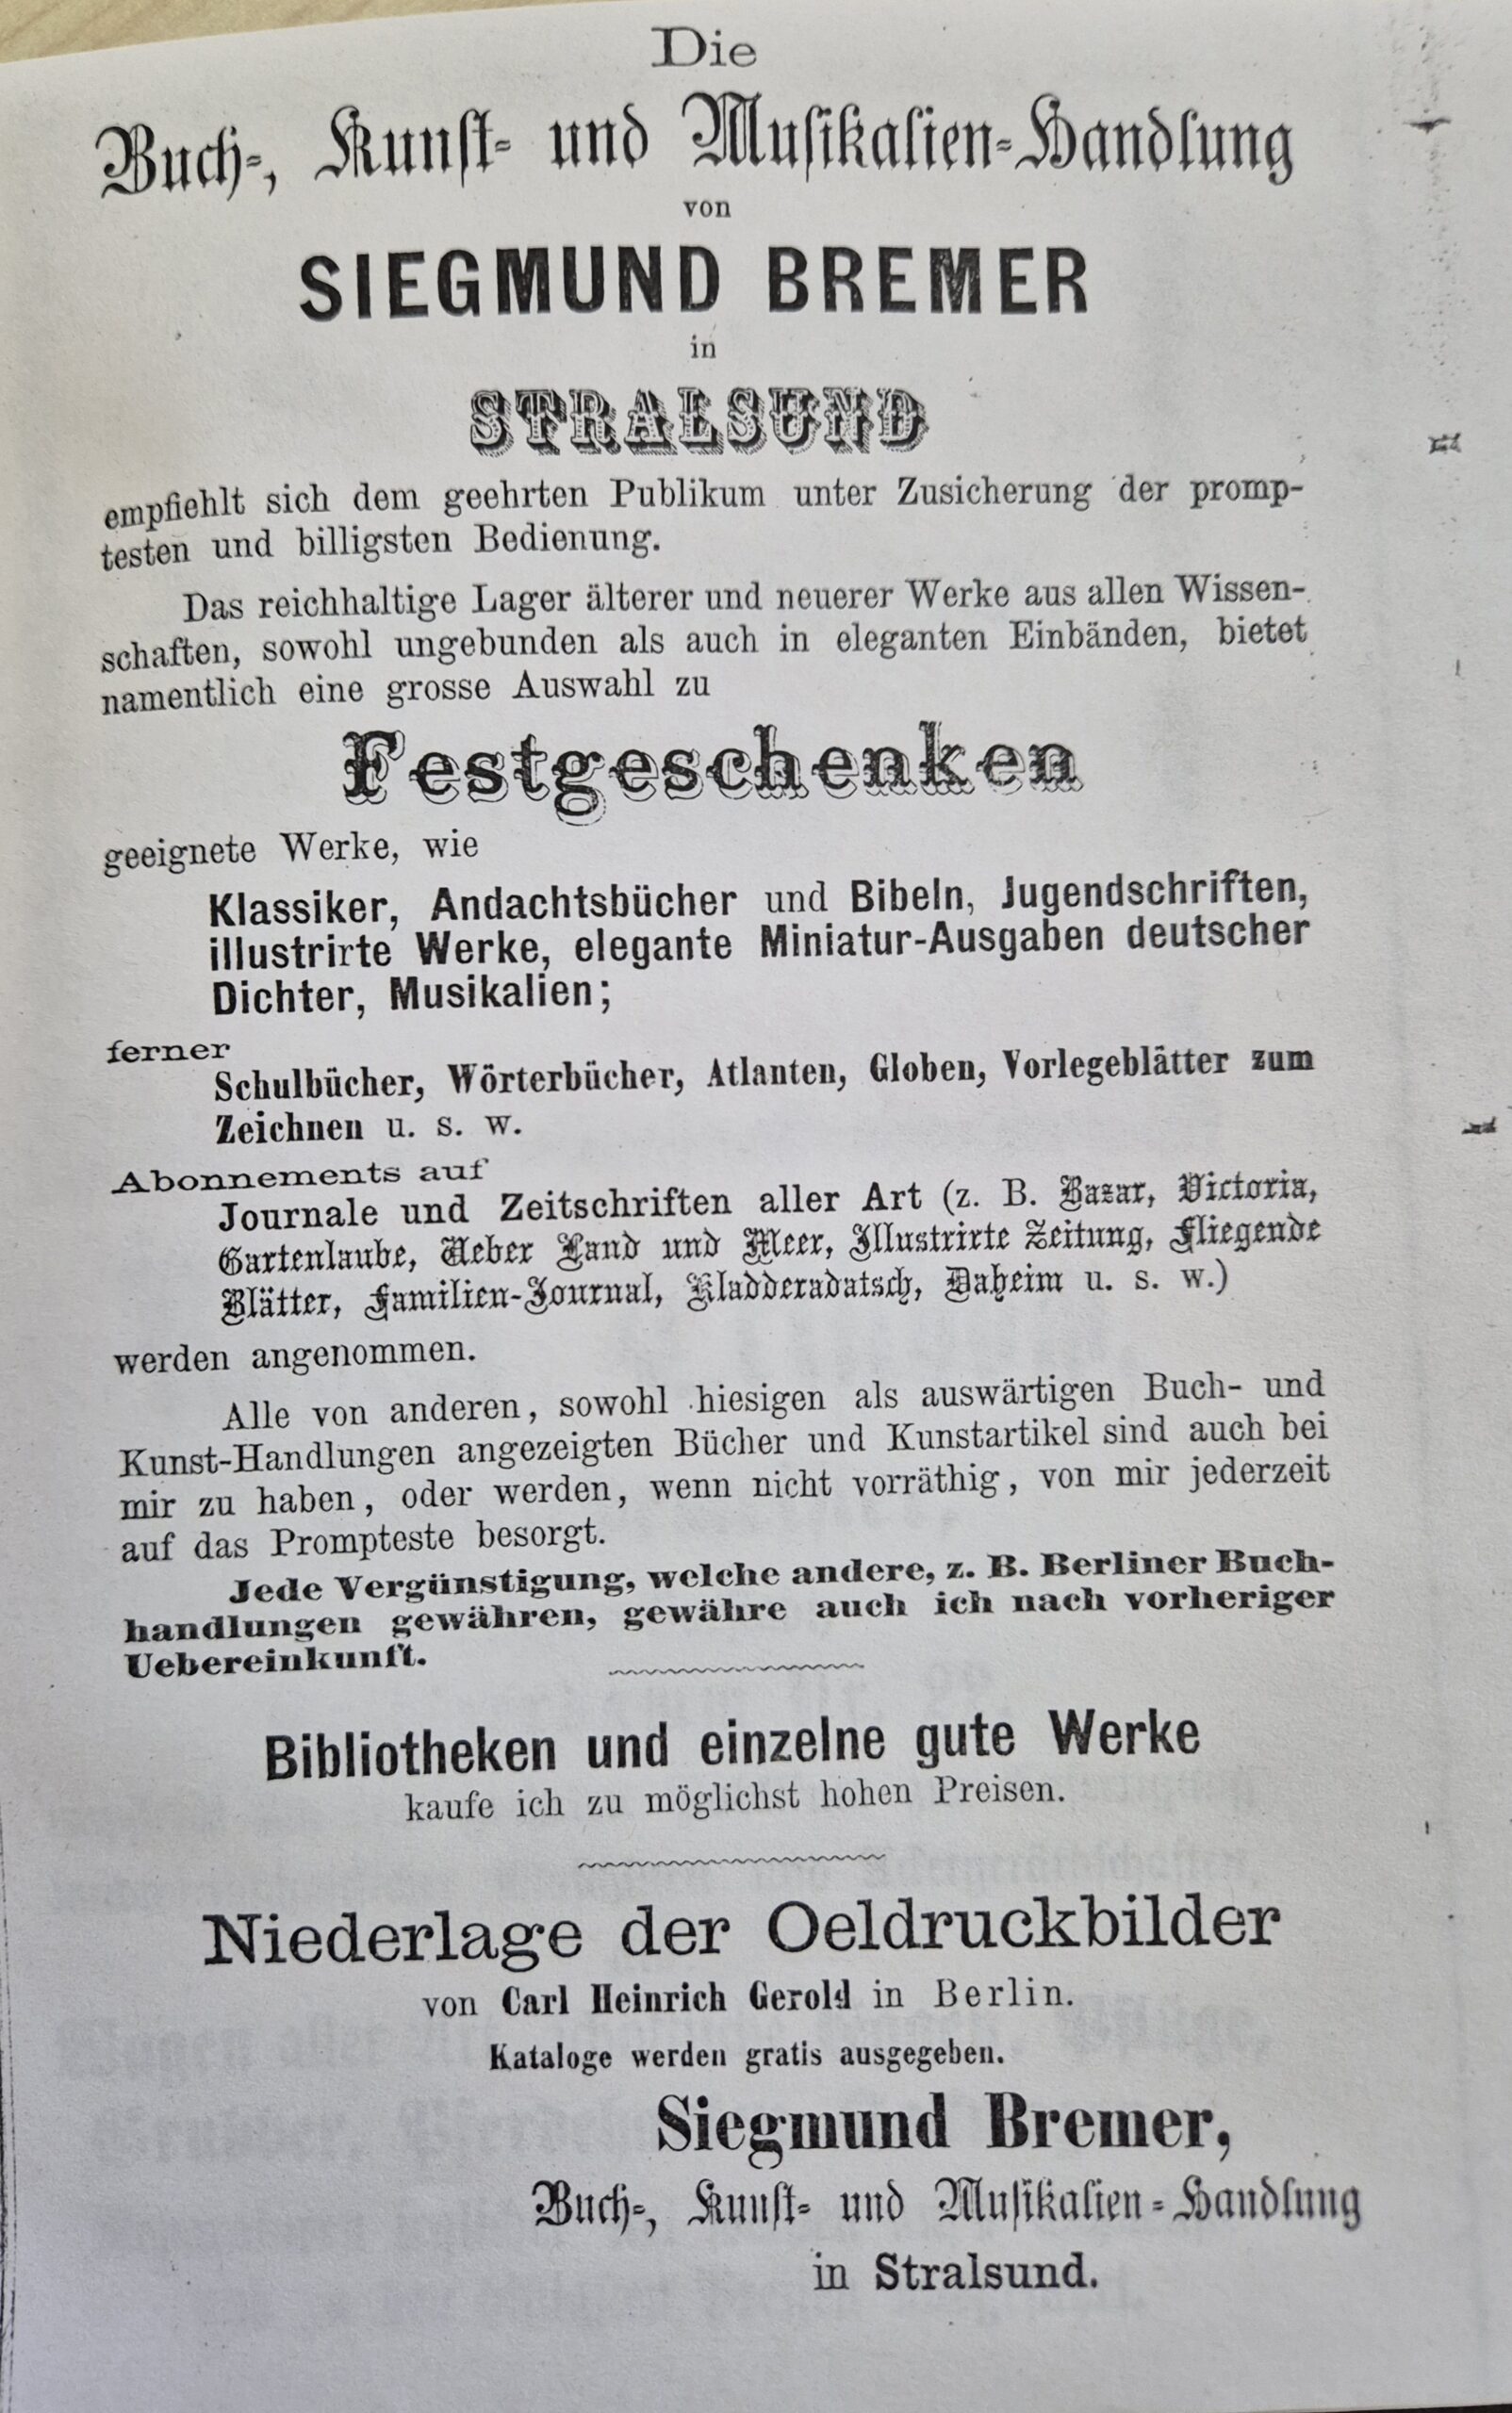 Die
Buch-, Kunst- und Musikalien-Handlung
von
SIEGMUND BREMER
in
STRALSUND
empfiehlt sich dem geehrten Publikum unter Zusicherung der promp-
testen und billigsten Bedienung.
Das reichhaltige Lager älterer und neuerer Werke aus allen Wissen-
schaften, sowohl ungebunden als auch in eleganten Einbänden, bietet
namentlich eine grosse Auswahl zu
Festgeschenken
geeignete Werke, wie
Klassiker, Andachtsbücher und Bibeln, Jugendschriften,
illustrirte Werke, elegante Miniatur-Ausgaben deutscher
Dichter, Musikalien;
ferner
Schulbücher, Wörterbücher, Atlanten, Globen, Vorlegeblätter zum
Zeichnen u. s. w.
Abonnements auf
Journale und Zeitschriften aller Art (z. B. Bazar, Victoria,
Gartenlaube, Ueber Land und Meer, Illustrirte Zeitung, Fliegende
Blätter, Familien-Journal, Kladderadatsch, Daheim u. s. w.)
werden angenommen.
Alle von anderen, sowohl hiesigen als auswärtigen Buch- und
Kunst-Handlungen angezeigten Bücher und Kunstartikel sind auch bei
mir zu haben, oder werden, wenn nicht vorräthig, von mir jederzeit
auf das Prompteste besorgt.
Jede Vergünstigung, welche andere, z. B. Berliner Buch-
handlungen gewähren, gewähre auch ich nach vorheriger
Uebereinkunft.
Bibliotheken und einzelne gute Werke
kaufe ich zu möglichst hohen Preisen.
Niederlage der Oeldruckbilder
von Carl Heinrich Gerold in Berlin.
Kataloge werden gratis ausgegeben.
Siegmund Bremer,
Buch-, Kunst- und Musikalien-Handlung
in Stralsund.